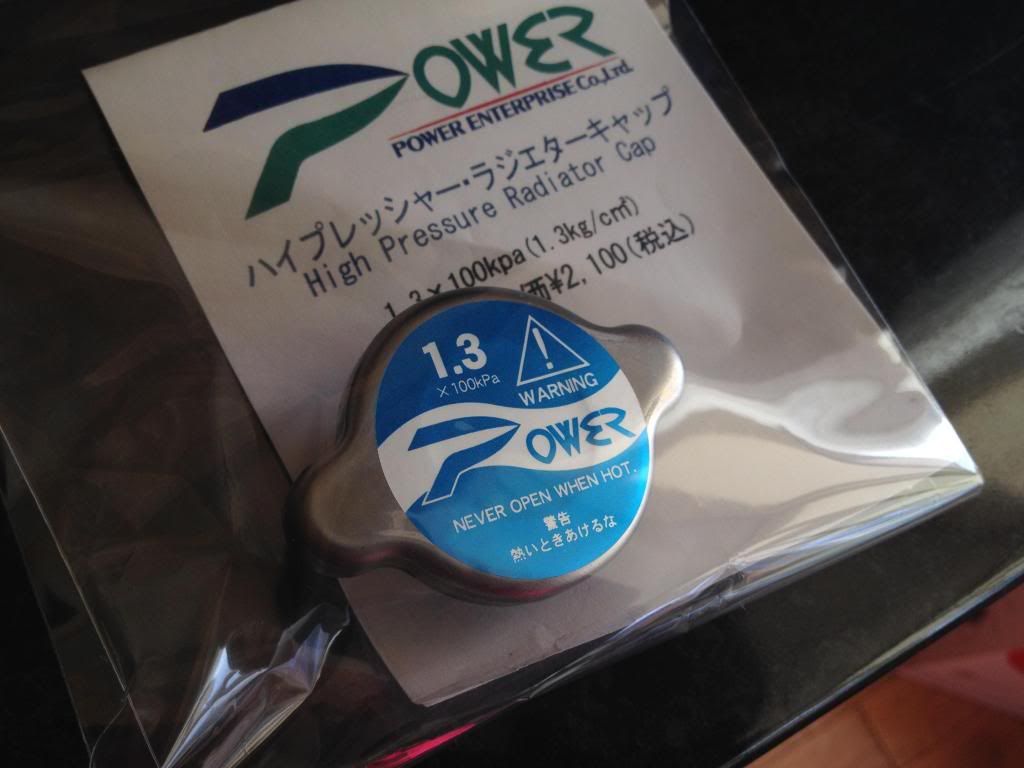 POWER
POWER ENTERPRISE Co., Ltd.
ハイプレッシャー・ラジエターキャップ
High Pressure Radiator Cap
1.3×100kpa(1.3kg/c㎡)
価¥2,100(税込)
1.3
×100kPa
!
WARNING
POWER
NEVER OPEN WHEN HOT.
警告
熱いときあけるな